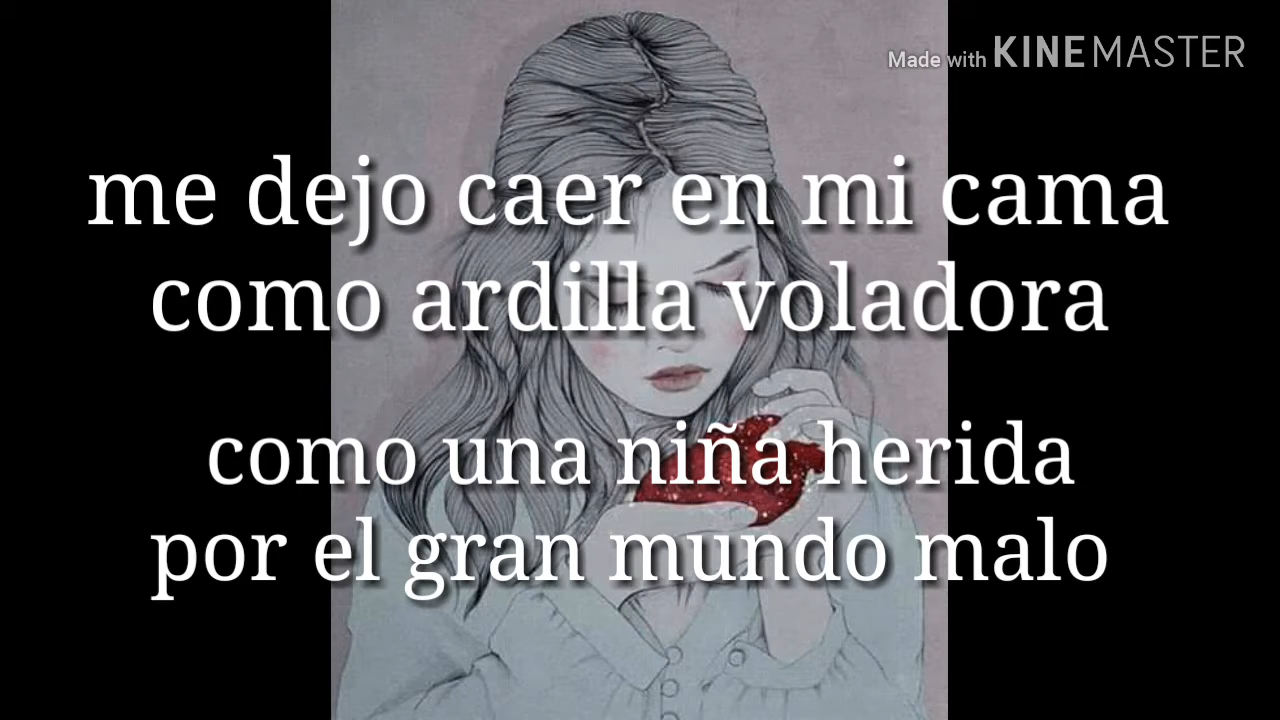 Made with KINEMASTER
me dejo caer en mi cama
como ardilla voladora
como una niña herida
por el gran mundo malo